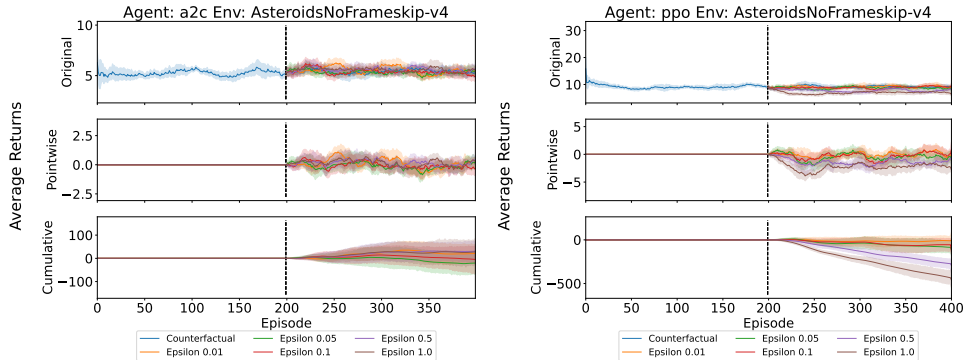 Agent: a2c Env: AsteroidsNoFrameskip-v4
Average Returns
Original
10
5
Pointwise
2.5
0.0
−2.5
Cumulative
100
0
−100
0 50 100 150 200 250 300 350
Episode
Counterfactual Epsilon 0.05 Epsilon 0.5
Epsilon 0.01 Epsilon 0.1 Epsilon 1.0
Agent: ppo Env: AsteroidsNoFrameskip-v4
Average Returns
Original
30
20
10
Pointwise
5
0
−5
Cumulative
0
−500
0 50 100 150 200 250 300 350 400
Episode
Counterfactual Epsilon 0.05 Epsilon 0.5
Epsilon 0.01 Epsilon 0.1 Epsilon 1.0